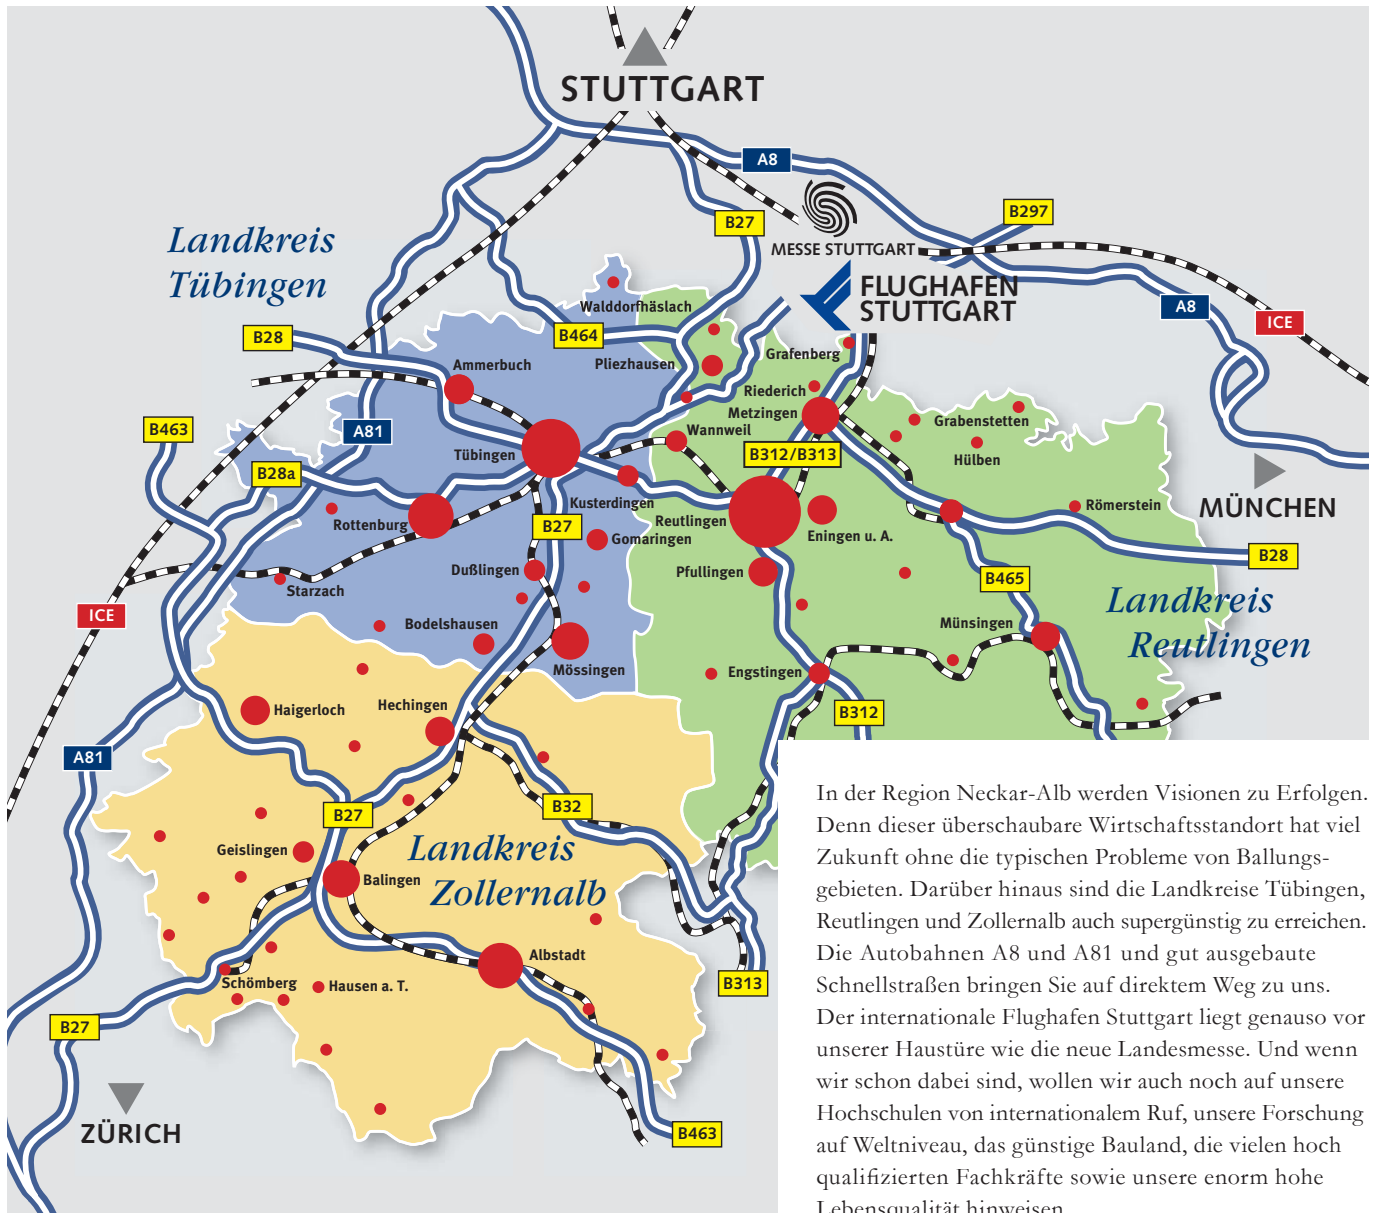 STUTTGART
A8
B297
B27
MESSE STUTTGART
Landkreis
Tübingen
FLUGHAFEN
STUTTGART
A8
ICE
Walddorfhäslach
B28
B464
Grafenberg
Ammerbuch
Pliezhausen
Riederich
Metzingen
Grabenstetten
B463
A81
Wannweil
Tübingen
B312/B313
Hülben
B28a
MÜNCHEN
Kusterdingen
Römerstein
Rottenburg
B27
Reutlingen
Eningen u. A.
Gomaringen
B28
Dußlingen
Pfullingen
B465
Starzach
Landkreis
Reutlingen
ICE
Bodelshausen
Münsingen
Mössingen
Engstingen
Haigerloch
Hechingen
B312
A81
B27
B32
Geislingen
Landkreis
Zollernalb
Balingen
Albstadt
Schömberg
Hausen a. T.
B313
B27
ZÜRICH
B463
In der Region Neckar-Alb werden Visionen zu Erfolgen.
Denn dieser überschaubare Wirtschaftsstandort hat viel
Zukunft ohne die typischen Probleme von Ballungs-
gebieten. Darüber hinaus sind die Landkreise Tübingen,
Reutlingen und Zollernalb auch supergünstig zu erreichen.
Die Autobahnen A8 und A81 und gut ausgebaute
Schnellstraßen bringen Sie auf direktem Weg zu uns.
Der internationale Flughafen Stuttgart liegt genauso vor
unserer Haustüre wie die neue Landesmesse. Und wenn
wir schon dabei sind, wollen wir auch noch auf unsere
Hochschulen von internationalem Ruf, unsere Forschung
auf Weltniveau, das günstige Bauland, die vielen hoch
qualifizierten Fachkräfte sowie unsere enorm hohe
Lebensqualität hinweisen